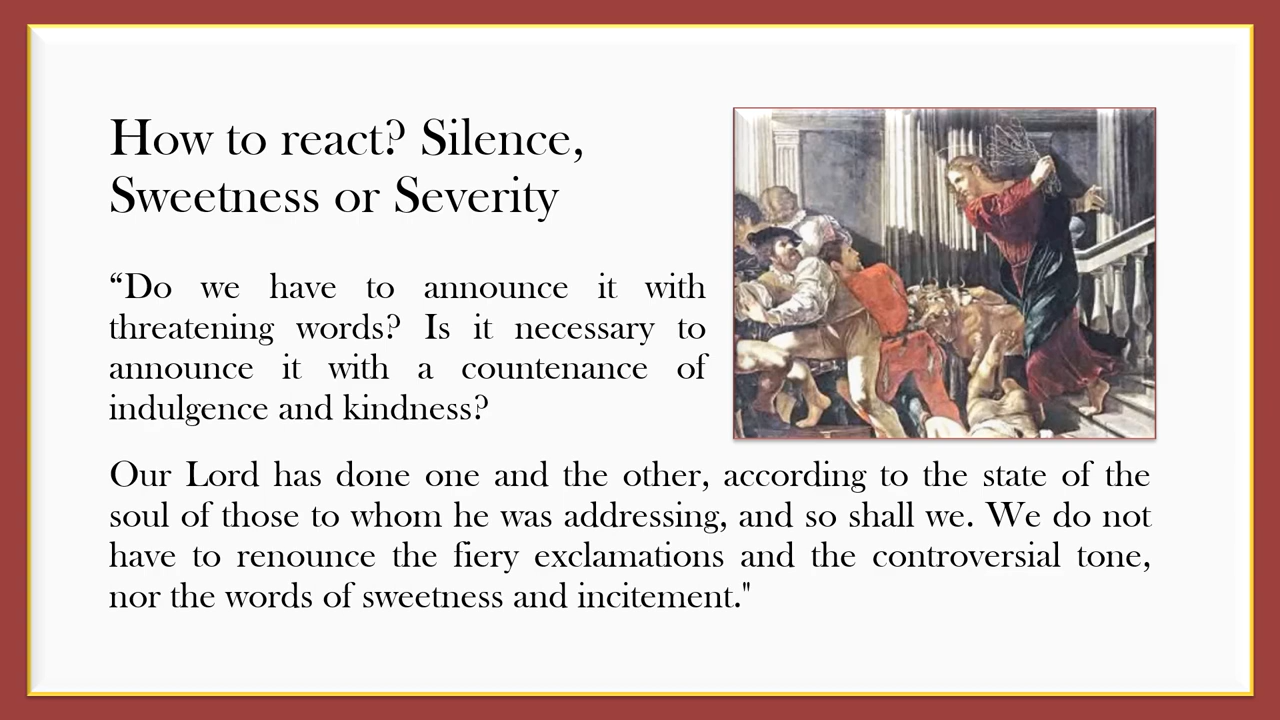 How to react? Silence,
Sweetness or Severity
“Do we have to announce it with
threatening words? Is it necessary to
announce it with a countenance of
indulgence and kindness?
Our Lord has done one and the other, according to the state of the
soul of those to whom he was addressing, and so shall we. We do not
have to renounce the fiery exclamations and the controversial tone,
nor the words of sweetness and incitement."